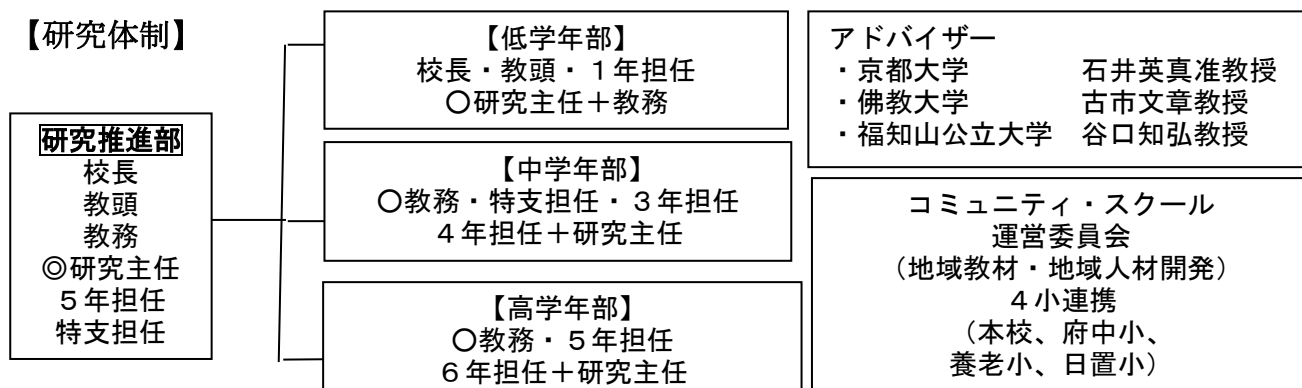 【研究体制】
研究推進部
校長
教頭
教務
◎研究主任
５年担任
特支担任
【低学年部】
校長・教頭・１年担任
〇研究主任＋教務
【中学年部】
〇教務・特支担任・３年担任
４年担任＋研究主任
【高学年部】
〇教務・５年担任
６年担任＋研究主任
アドバイザー
・京都大学　　　石井英真准教授
・佛教大学　　　古市文章教授
・福知山公立大学　谷口知弘教授
コミュニティ・スクール
運営委員会
（地域教材・地域人材開発）
４小連携
（本校、府中小、
養老小、日置小）